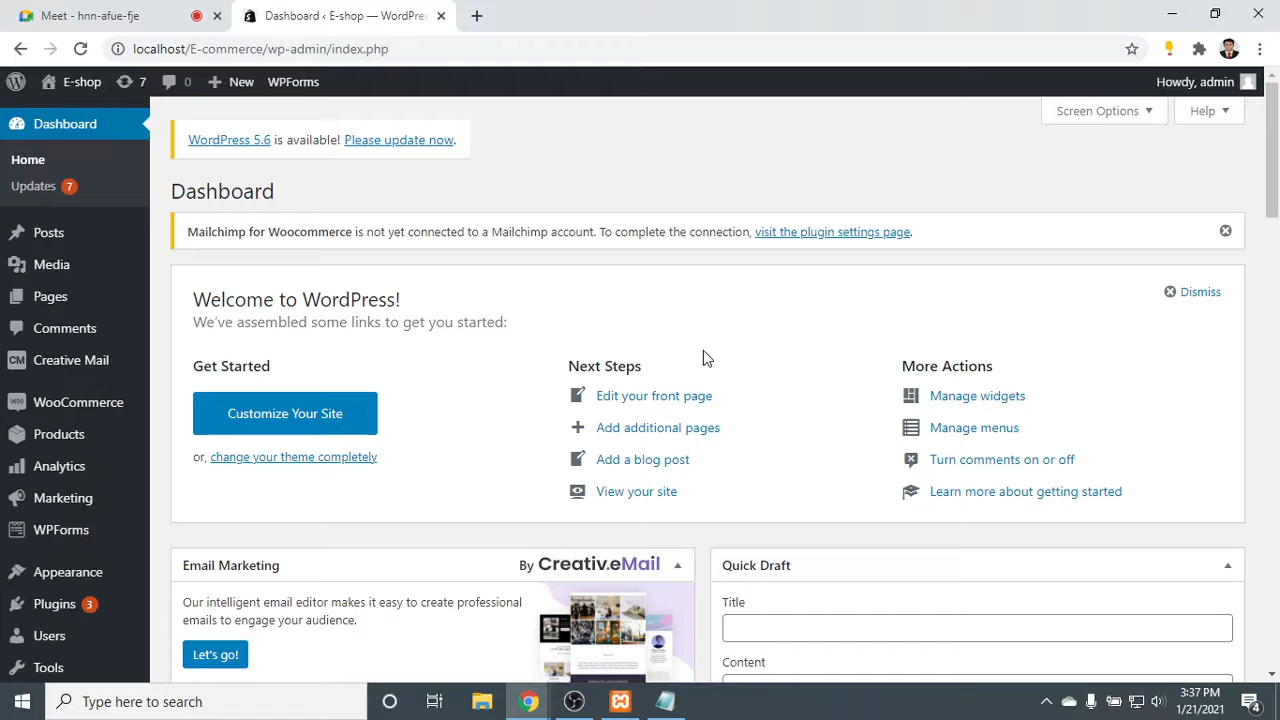 Meet - hnn-afue-fje
Dashboard ‹ E-shop — WordPres
localhost/E-commerce/wp-admin/index.php
E-shop
7
0
New
WPForms
Howdy, admin
Dashboard
Home
Updates 7
Posts
Media
Pages
Comments
CM Creative Mail
WOO WooCommerce
Products
Analytics
Marketing
WPForms
Appearance
Plugins 3
Users
Tools
Screen Options
Help
WordPress 5.6 is available! Please update now.
Dashboard
Mailchimp for Woocommerce is not yet connected to a Mailchimp account. To complete the connection, visit the plugin settings page.
Welcome to WordPress!
We've assembled some links to get you started:
Dismiss
Get Started
Customize Your Site
or, change your theme completely
Next Steps
Edit your front page
Add additional pages
Add a blog post
View your site
More Actions
Manage widgets
Manage menus
Turn comments on or off
Learn more about getting started
Email Marketing
By Creativ.eMail
Our intelligent email editor makes it easy to create professional
emails to engage your audience.
Let's go!
Quick Draft
Title
Content
Type here to search
3:37 PM
1/21/2021
4